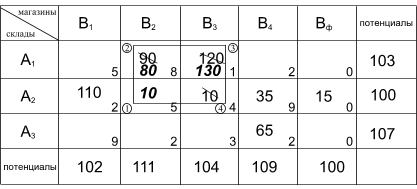 магазины
склады
B1 B2 B3 B4 Bф потенциалы
② ③
A1 90 120 103
80 130
5 8 1 2 0
A2 110 10 10 35 15 100
2 ① 5 ④ 4 9 0
A3 65 107
9 2 3 2 0
потенциалы 102 111 104 109 100